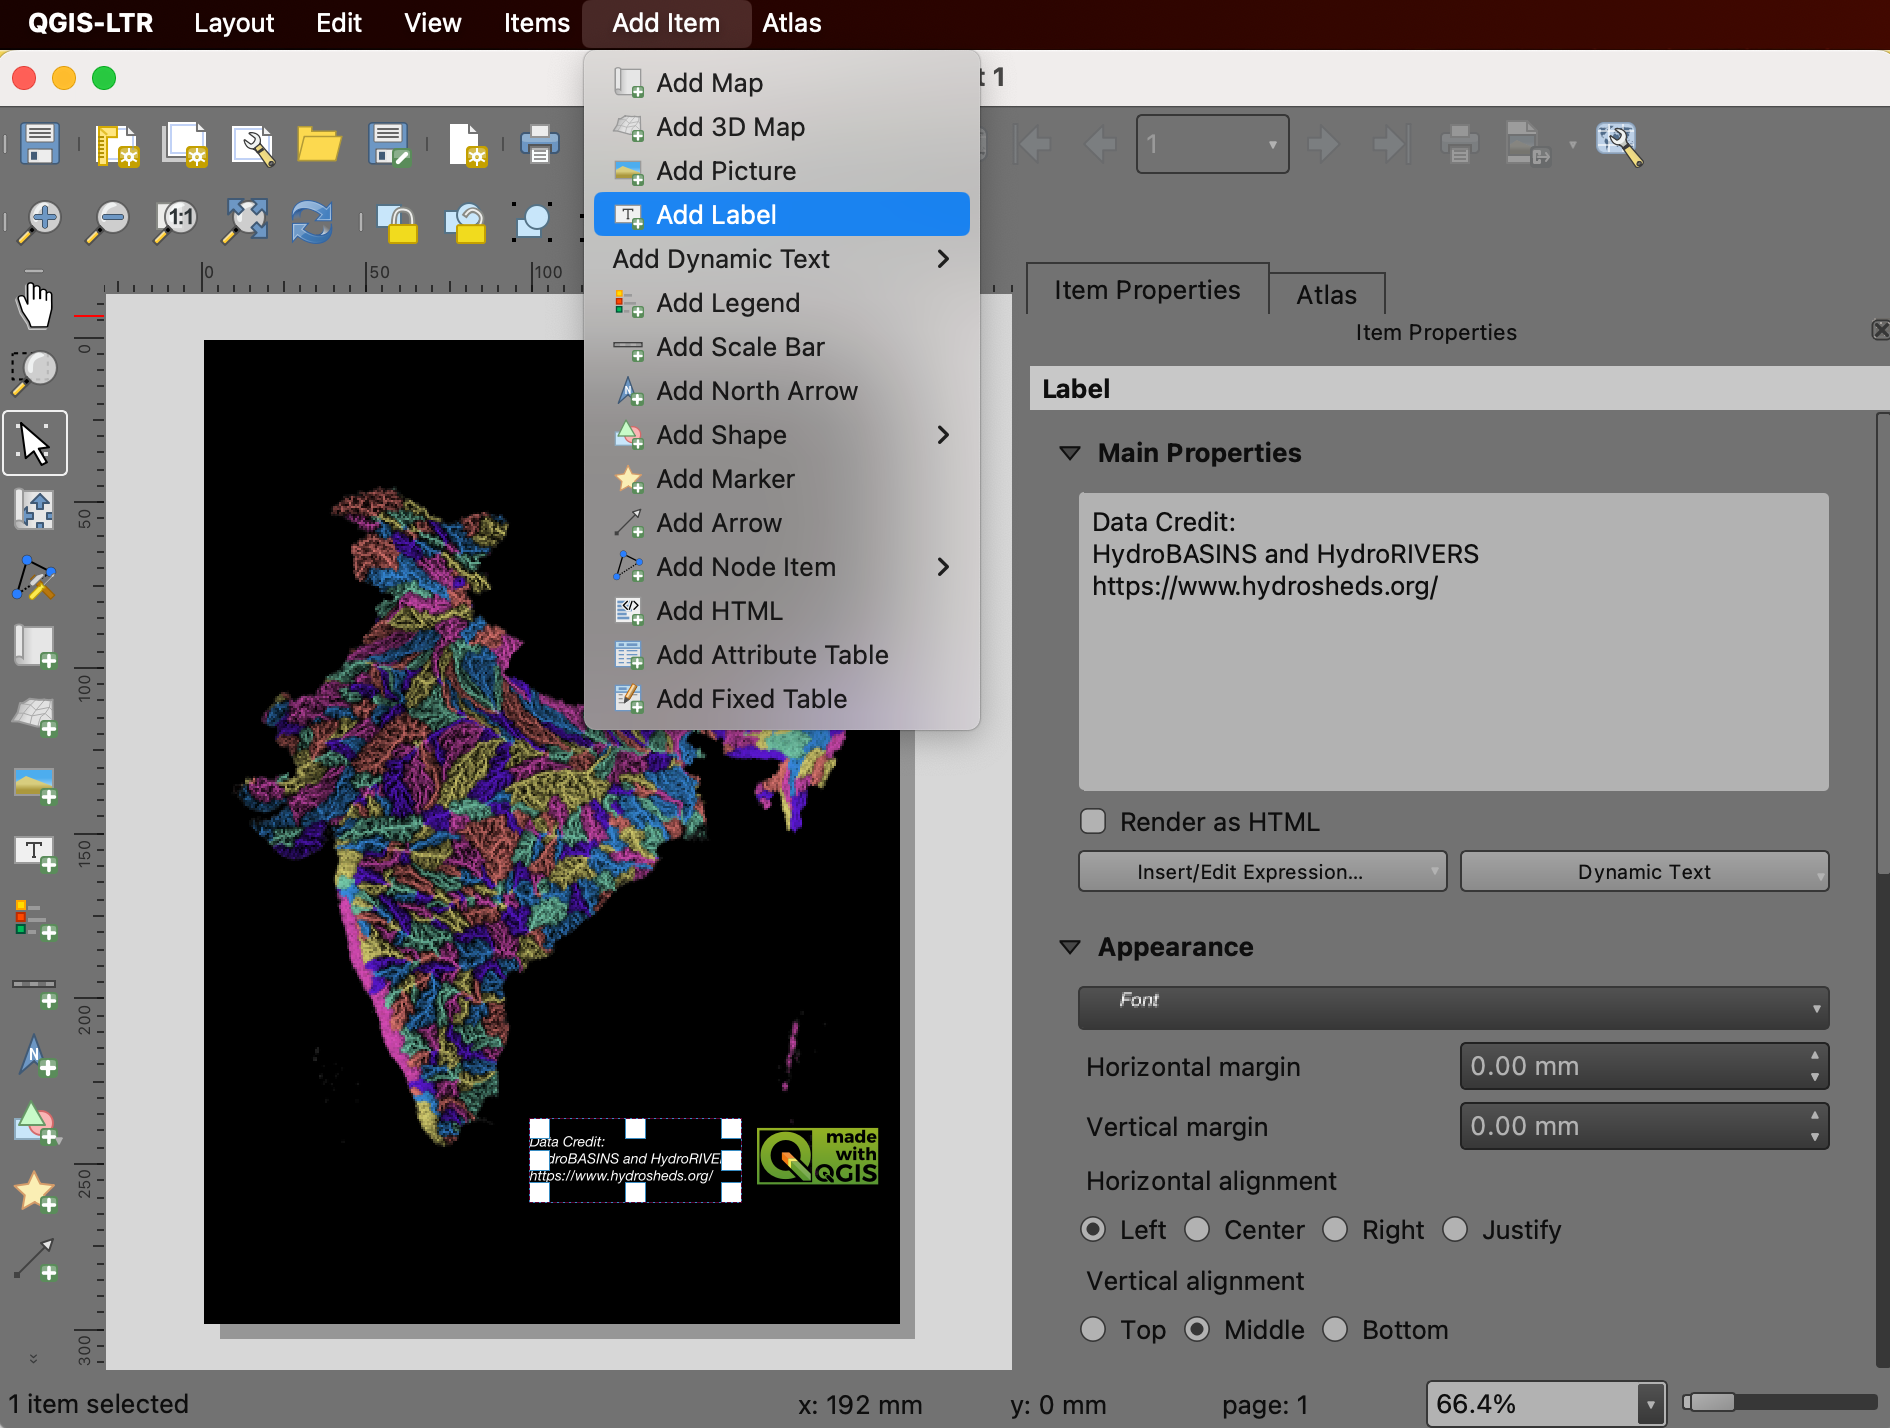 QGIS-LTR Layout Edit View Items Add Item Atlas
t 1
Add Map
Add 3D Map
Add Picture
Add Label
Add Dynamic Text
Add Legend
Add Scale Bar
Add North Arrow
Add Shape
Add Marker
Add Arrow
Add Node Item
Add HTML
Add Attribute Table
Add Fixed Table
1
1:1
0 50 100
0
50
100
150
200
250
300
Data Credit:
HydroRIVE
https://www.hydrosheds.org/
made
with
QGIS
Item Properties Atlas
Item Properties
Label
Main Properties
Data Credit:
HydroBASINS and HydroRIVERS
https://www.hydrosheds.org/
Render as HTML
Insert/Edit Expression... Dynamic Text
Appearance
Font
Horizontal margin 0.00 mm
Vertical margin 0.00 mm
Horizontal alignment
Left Center Right Justify
Vertical alignment
Top Middle Bottom
1 item selected x: 192 mm y: 0 mm page: 1 66.4%